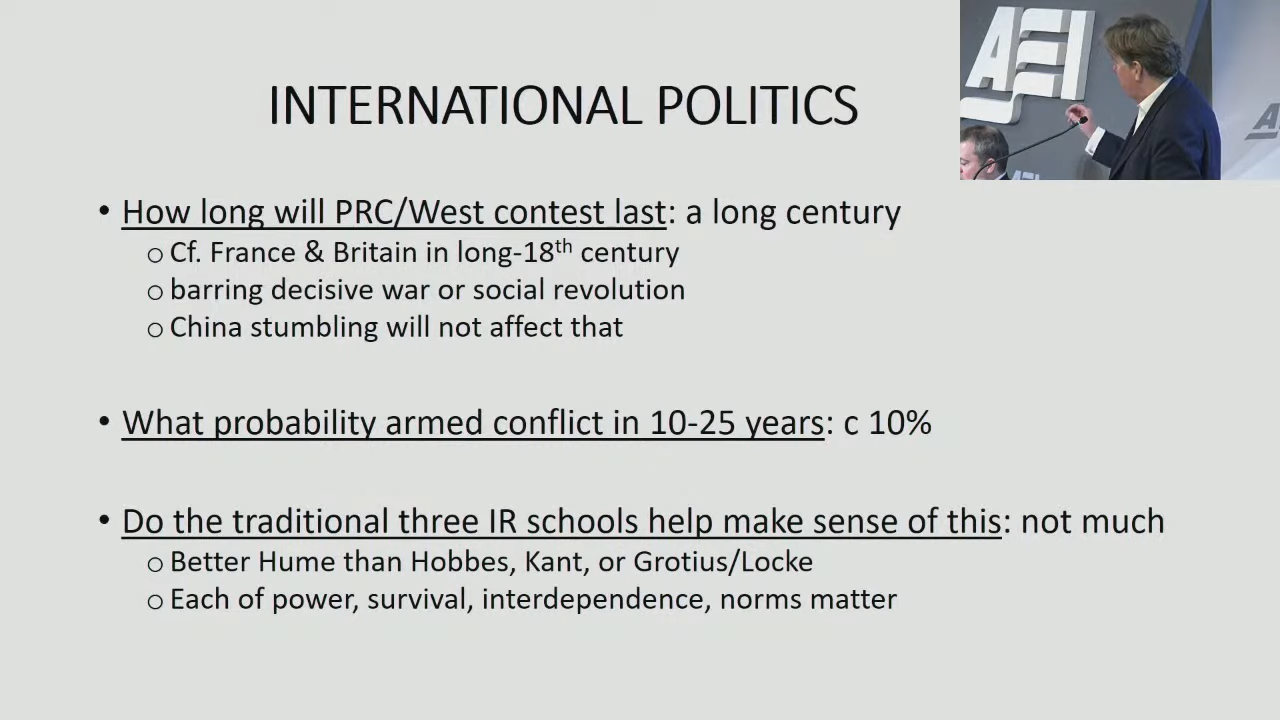 INTERNATIONAL POLITICS
AEI
• How long will PRC/West contest last: a long century
o Cf. France & Britain in long-18th century
o barring decisive war or social revolution
o China stumbling will not affect that
• What probability armed conflict in 10-25 years: c 10%
• Do the traditional three IR schools help make sense of this: not much
o Better Hume than Hobbes, Kant, or Grotius/Locke
o Each of power, survival, interdependence, norms matter